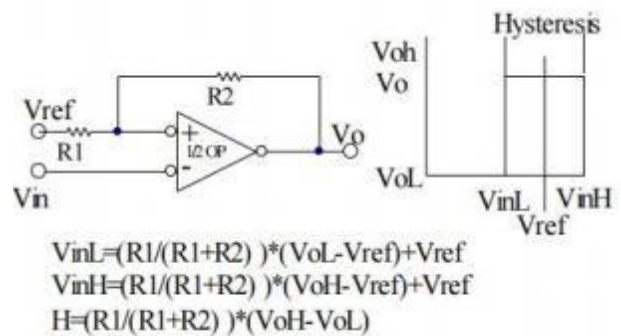 Hysteresis
Voh
Vo
R2
Vref
+
R1
1/2 OP
-
Vo
Vin
VoL
VinL
VinH
Vref
VinL=(R1/(R1+R2) )*(VoL-Vref)+Vref
VinH=(R1/(R1+R2) )*(VoH-Vref)+Vref
H=(R1/(R1+R2) )*(VoH-VoL)